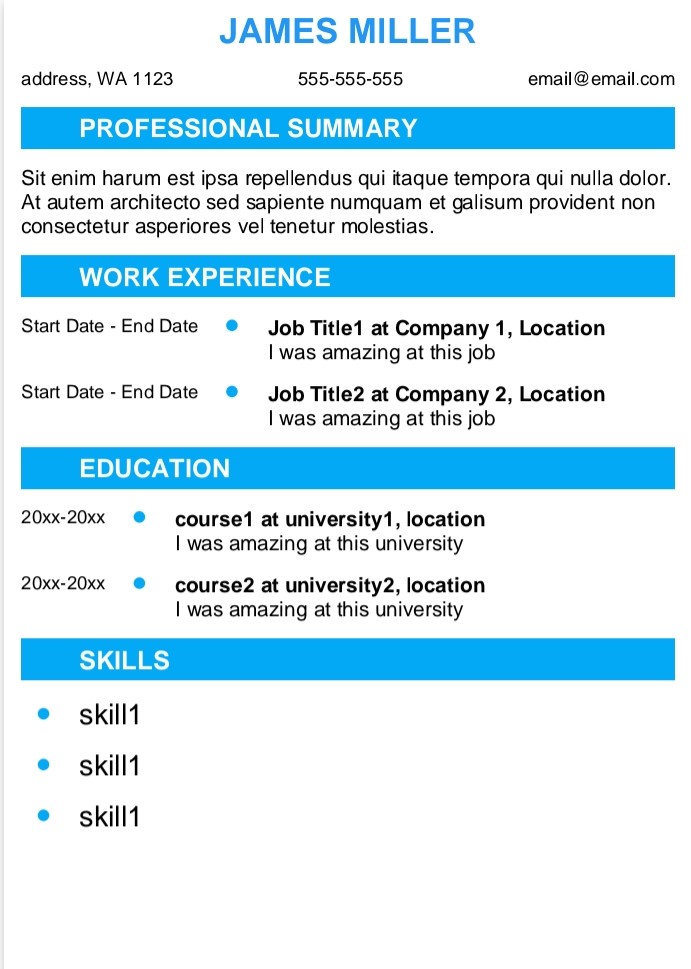 JAMES MILLER
address, WA 1123 555-555-555 email@email.com
PROFESSIONAL SUMMARY
Sit enim harum est ipsa repellendus qui itaque tempora qui nulla dolor.
At autem architecto sed sapiente numquam et galisum provident non
consectetur asperiores vel tenetur molestias.
WORK EXPERIENCE
Start Date - End Date • Job Title1 at Company 1, Location
I was amazing at this job
Start Date - End Date • Job Title2 at Company 2, Location
I was amazing at this job
EDUCATION
20xx-20xx • course1 at university1, location
I was amazing at this university
20xx-20xx • course2 at university2, location
I was amazing at this university
SKILLS
• skill1
• skill1
• skill1